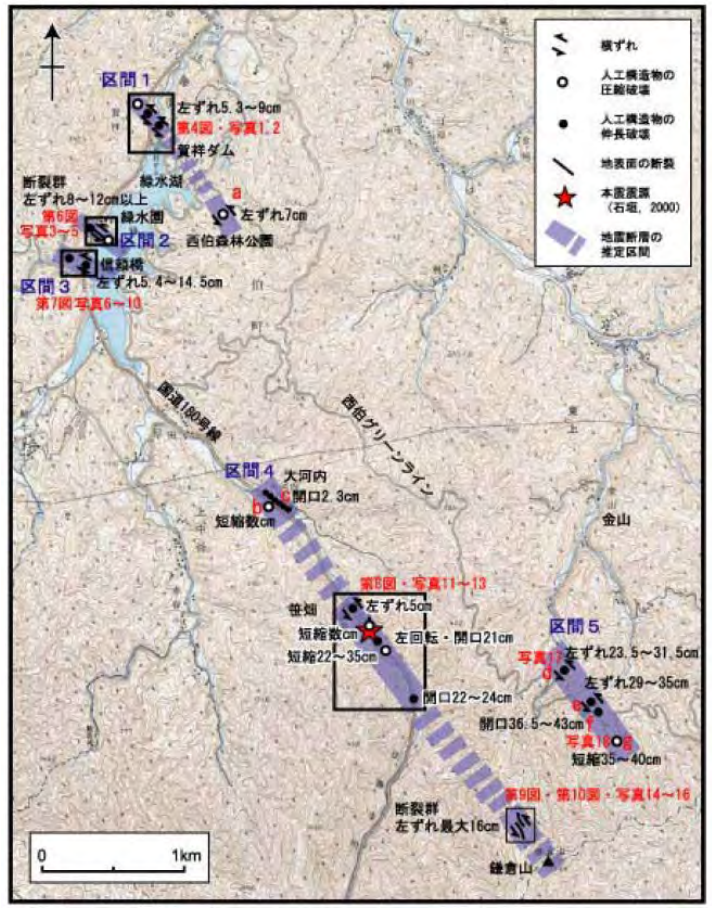 区間1
左ずれ5.3〜9cm
第4図・写真1,2
賀祥ダム
断裂群
左ずれ8〜12cm以上
緑水湖
第6図
写真3〜5
緑水園
区間2
a
左ずれ7cm
西伯森林公園
区間3
信頼橋
左ずれ5.4〜14.5cm
第7図写真6〜10
伯
町
国道180号線
西伯グリーンライン
東上
金山
区間4
大河内
c
開口2.3cm
b
短縮数cm
第8図・写真11〜13
笹畑
左ずれ5cm
短縮数cm
左回転・開口21cm
短縮22〜35cm
開口22〜24cm
区間5
写真17
左ずれ23.5〜31.5cm
d
左ずれ29〜35cm
e
f
開口36.5〜43cm
写真18
g
短縮35〜40cm
第9図・第10図・写真14〜16
断裂群
左ずれ最大16cm
鎌倉山
0
1km
横ずれ
人工構造物の
圧縮破壊
人工構造物の
伸長破壊
地表面の断裂
本震震源
（石垣, 2000）
地震断層の
推定区間